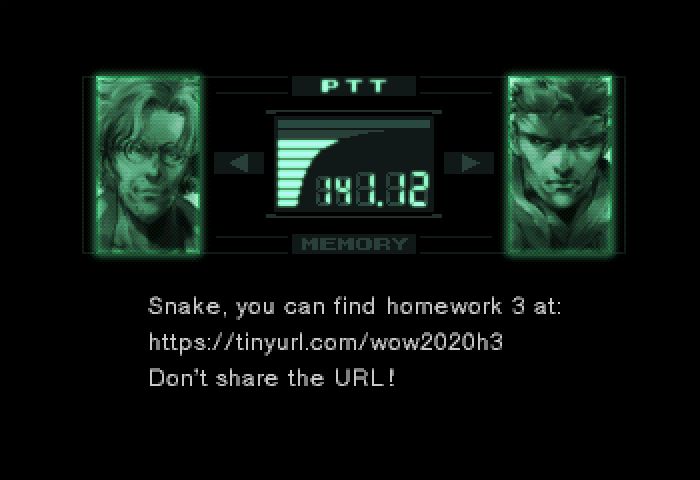 PTT
141.12
MEMORY
Snake, you can find homework 3 at:
https://tinyurl.com/wow2020h3
Don't share the URL!